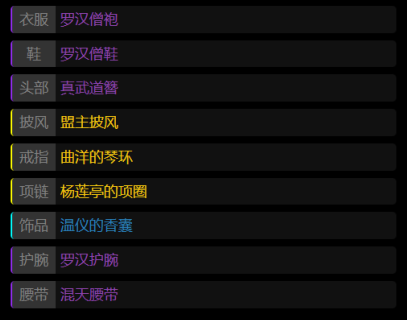 衣服 罗汉僧袍
鞋 罗汉僧鞋
头部 真武道簪
披风 盟主披风
戒指 曲洋的琴环
项链 杨莲亭的项圈
饰品 温仪的香囊
护腕 罗汉护腕
腰带 混天腰带